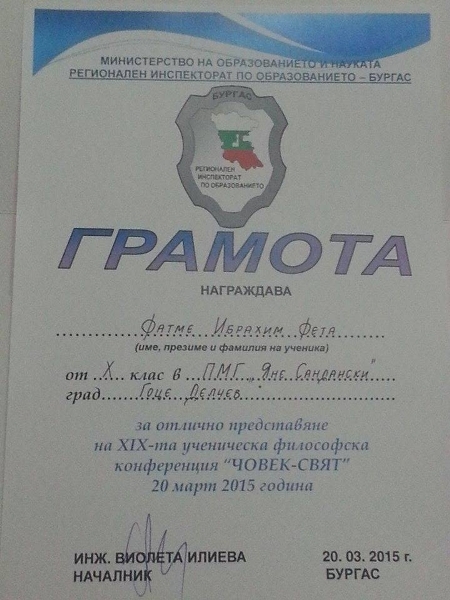 МИНИСТЕРСТВО НА ОБРАЗОВАНИЕТО И НАУКАТА
РЕГИОНАЛЕН ИНСПЕКТОРАТ ПО ОБРАЗОВАНИЕТО – БУРГАС
БУРГАС
РЕГИОНАЛЕН
ИНСПЕКТОРАТ
ПО ОБРАЗОВАНИЕТО
ГРАМОТА
НАГРАЖДАВА
Фатме Ибрахим Фета
(име, презиме и фамилия на ученика)
от...X...клас в...ПМГ „Яне Сандански"...
град...Гоце Делчев...
за отлично представяне
на XIX-та ученическа философска
конференция "ЧОВЕК-СВЯТ"
20 март 2015 година
ИНЖ. ВИОЛЕТА ИЛИЕВА 20. 03. 2015 г.
НАЧАЛНИК БУРГАС